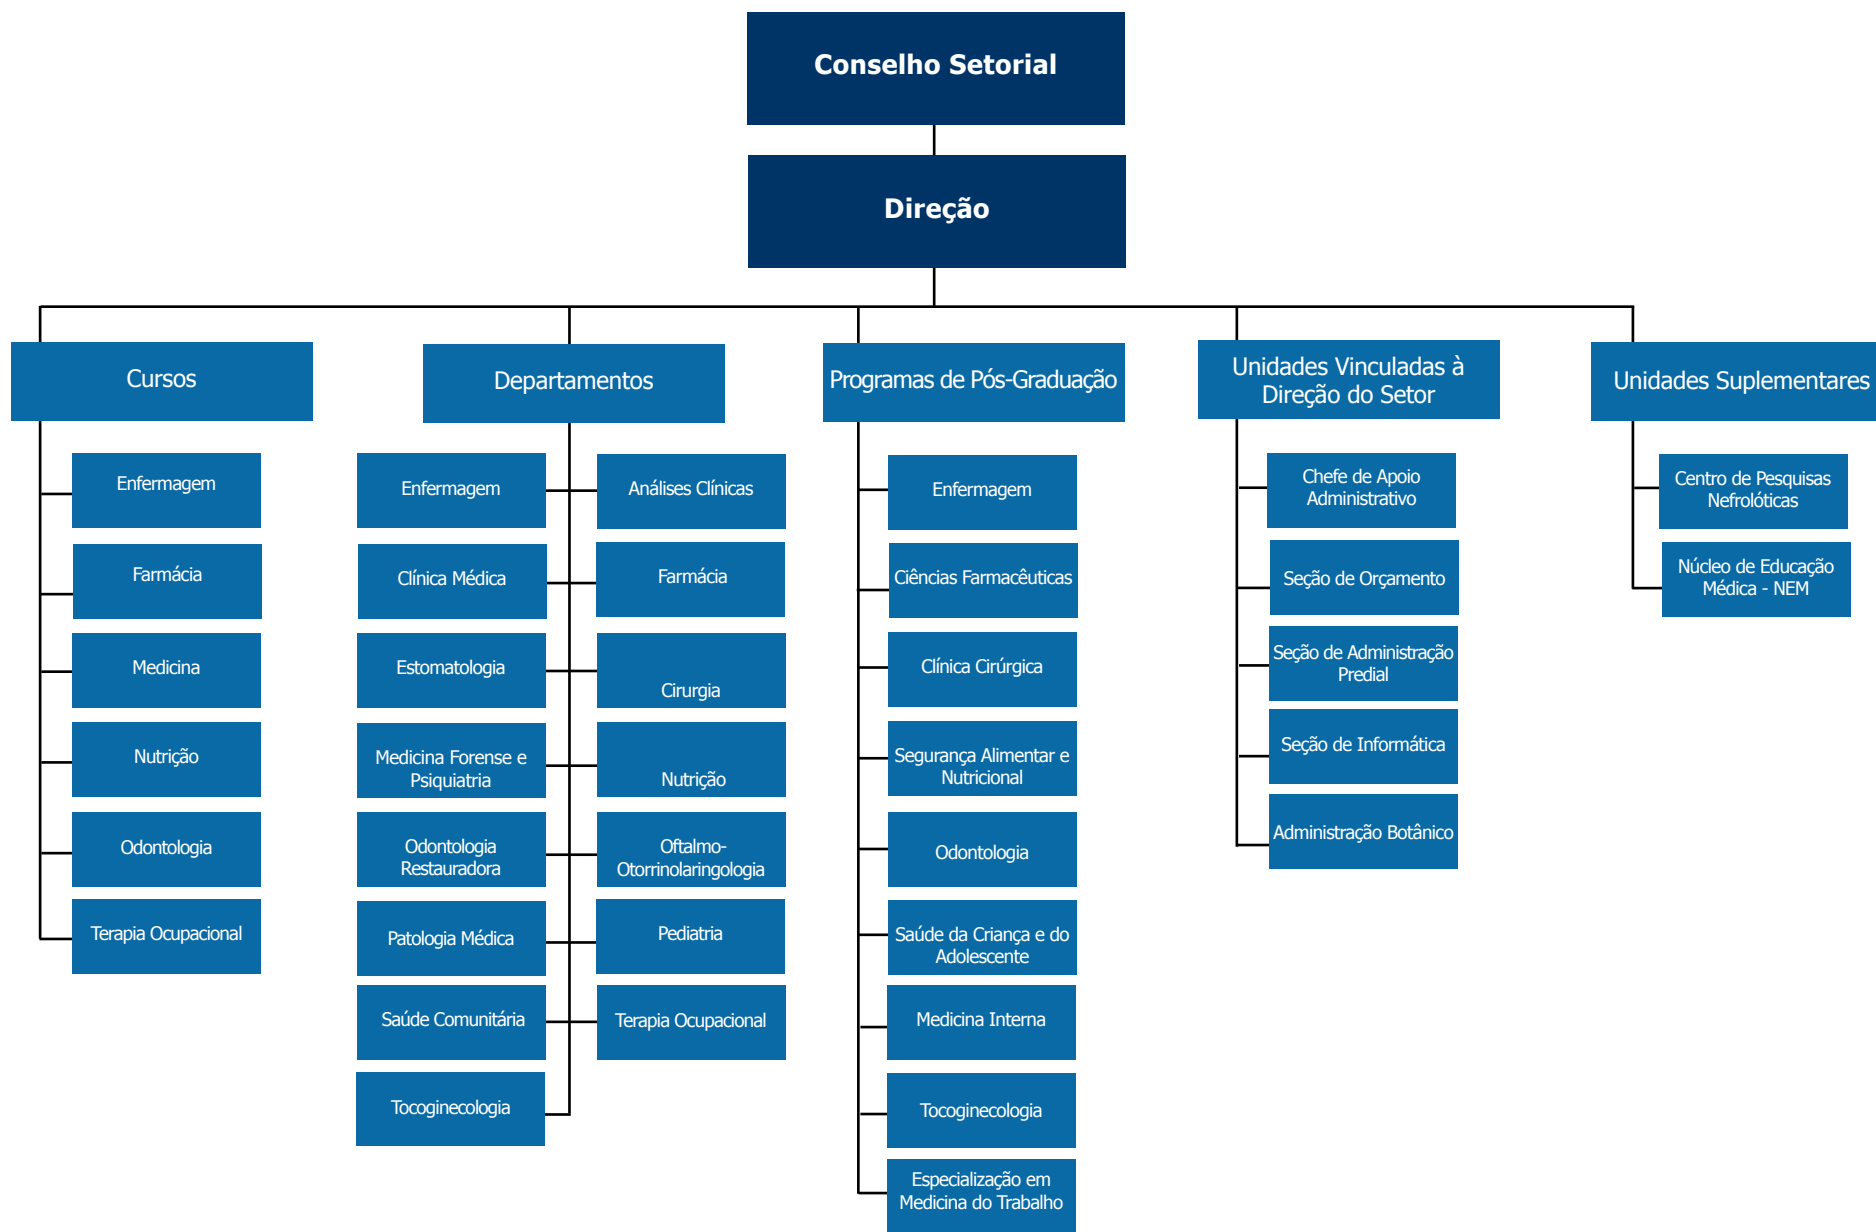 Conselho Setorial
Direção
Cursos
Enfermagem
Farmácia
Medicina
Nutrição
Odontologia
Terapia Ocupacional
Departamentos
Enfermagem
Análises Clínicas
Clínica Médica
Farmácia
Estomatologia
Cirurgia
Medicina Forense e
Psiquiatria
Nutrição
Odontologia
Restauradora
Oftalmo-
Otorrinolaringologia
Patologia Médica
Pediatria
Saúde Comunitária
Terapia Ocupacional
Tocoginecologia
Programas de Pós-Graduação
Enfermagem
Ciências Farmacêuticas
Clínica Cirúrgica
Segurança Alimentar e
Nutricional
Odontologia
Saúde da Criança e do
Adolescente
Medicina Interna
Tocoginecologia
Especialização em
Medicina do Trabalho
Unidades Vinculadas à
Direção do Setor
Chefe de Apoio
Administrativo
Seção de Orçamento
Seção de Administração
Predial
Seção de Informática
Administração Botânico
Unidades Suplementares
Centro de Pesquisas
Nefrolóticas
Núcleo de Educação
Médica - NEM